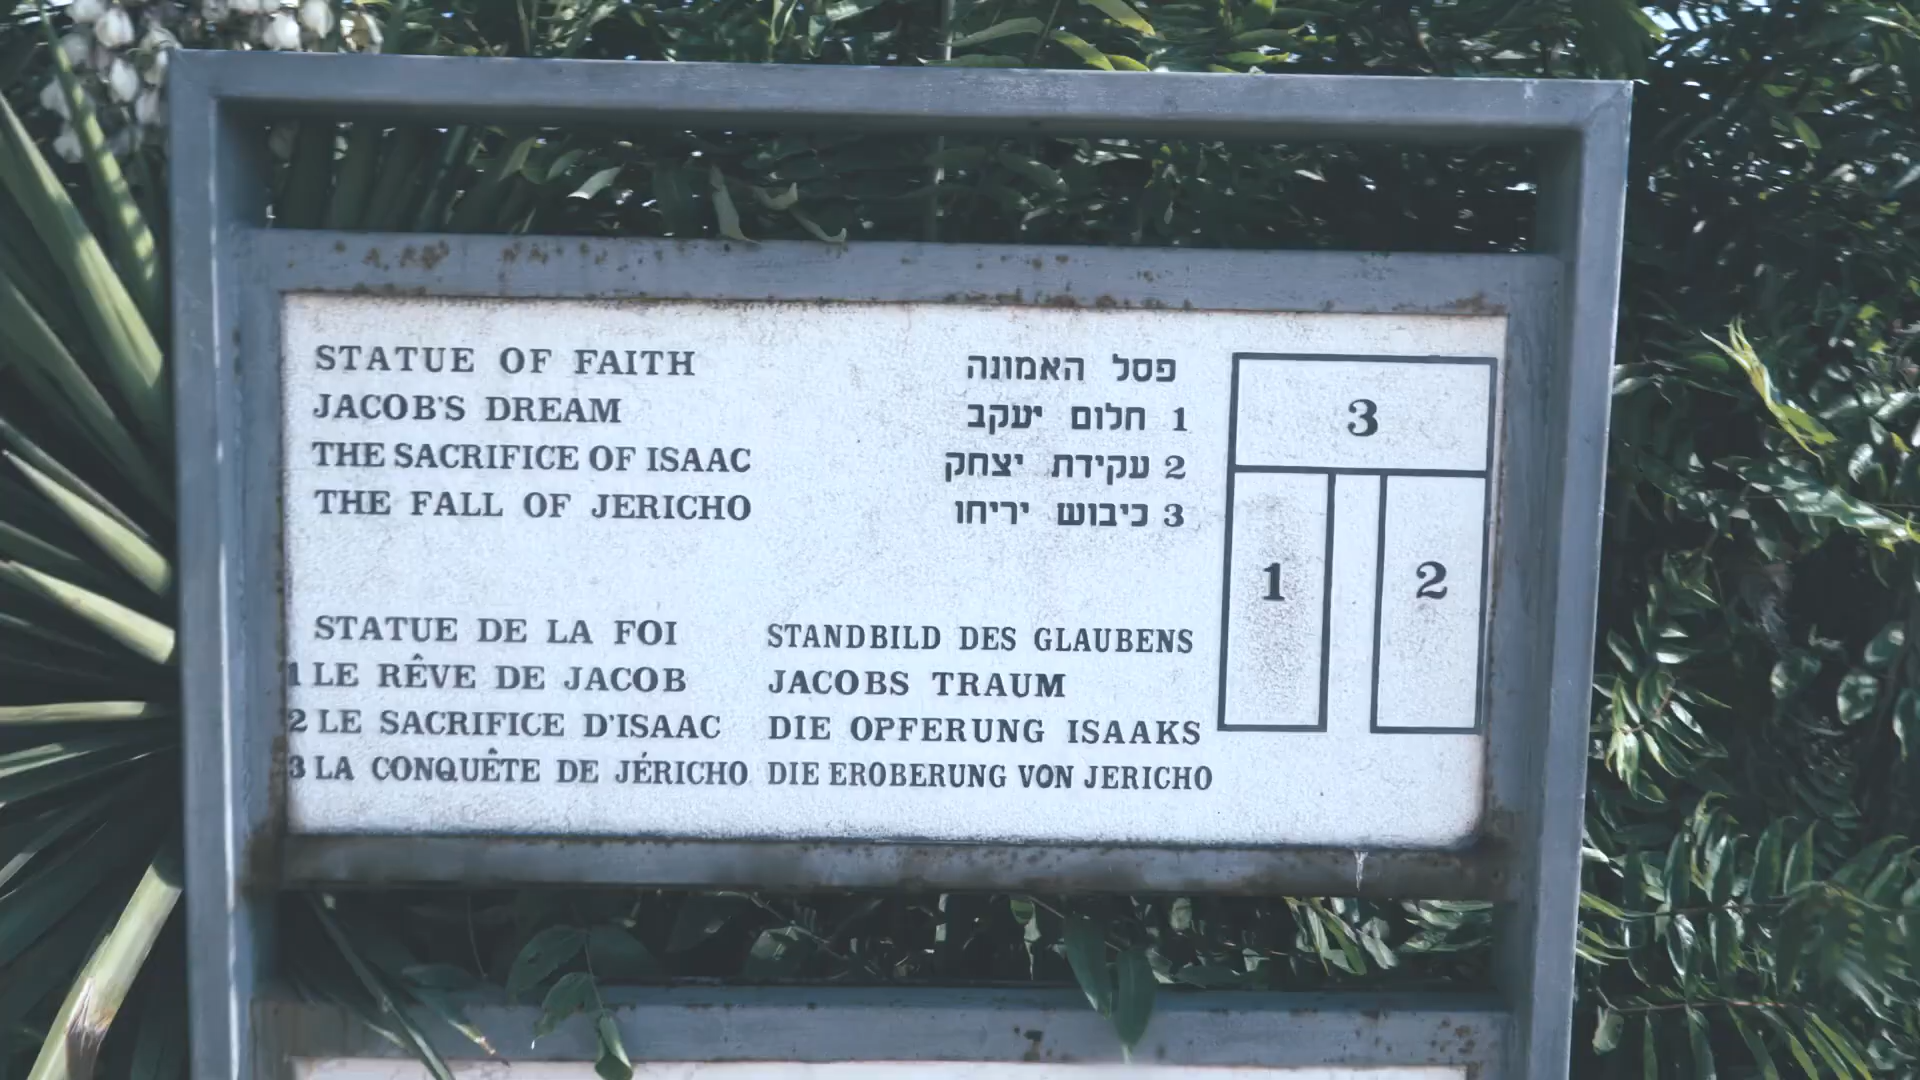 STATUE OF FAITH
JACOB'S DREAM
THE SACRIFICE OF ISAAC
THE FALL OF JERICHO
פסל האמונה
1 חלום יעקב
2 עקידת יצחק
3 כיבוש יריחו
3
1 2
STATUE DE LA FOI
1 LE RÊVE DE JACOB
2 LE SACRIFICE D'ISAAC
3 LA CONQUÊTE DE JÉRICHO
STANDBILD DES GLAUBENS
JACOBS TRAUM
DIE OPFERUNG ISAAKS
DIE EROBERUNG VON JERICHO